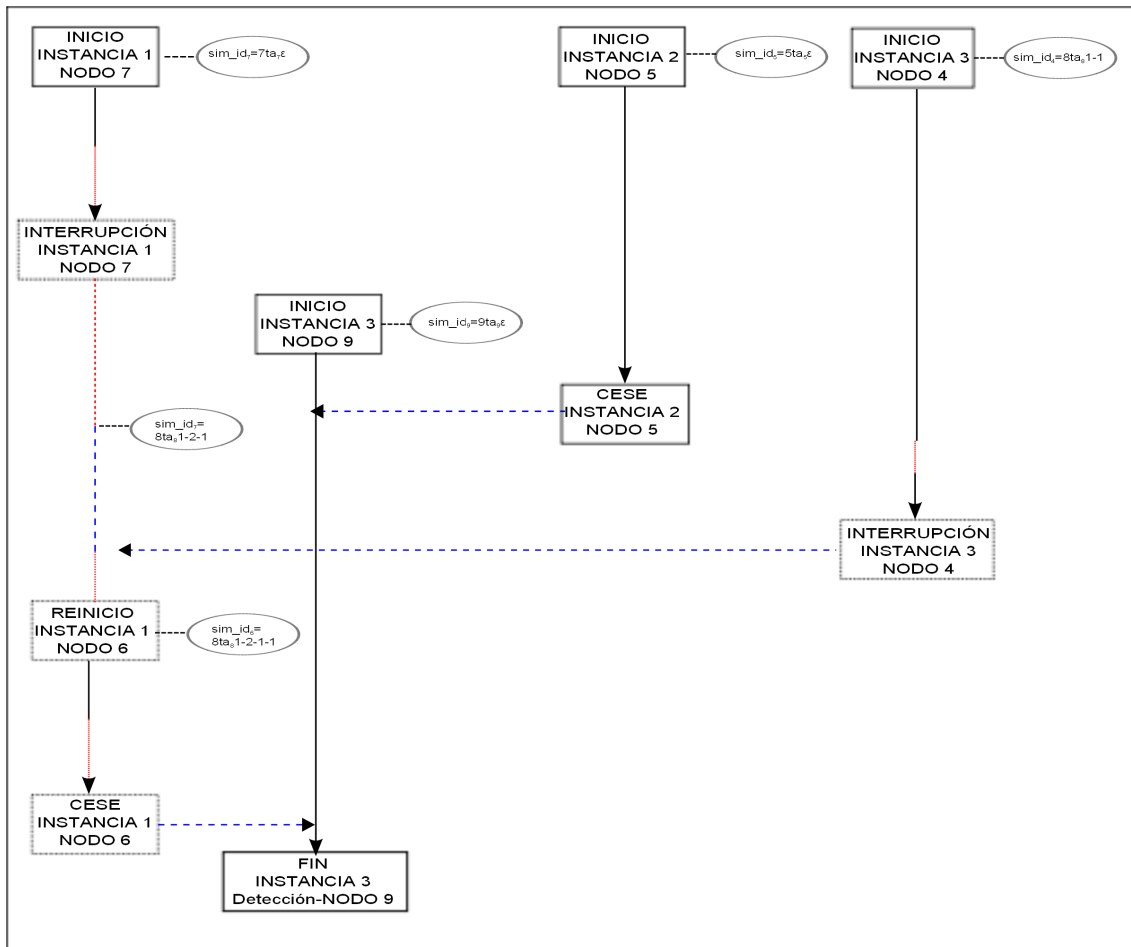 INICIO
INSTANCIA 1
NODO 7
sim_id₇=7ta₇ε
INICIO
INSTANCIA 2
NODO 5
sim_id₅=5ta₅ε
INICIO
INSTANCIA 3
NODO 4
sim_id₄=8ta₈1-1
INTERRUPCIÓN
INSTANCIA 1
NODO 7
INICIO
INSTANCIA 3
NODO 9
sim_id₉=9ta₉ε
CESE
INSTANCIA 2
NODO 5
sim_id₇=
8ta₈1-2-1
INTERRUPCIÓN
INSTANCIA 3
NODO 4
REINICIO
INSTANCIA 1
NODO 6
sim_id₆=
8ta₈1-2-1-1
CESE
INSTANCIA 1
NODO 6
FIN
INSTANCIA 3
Detección-NODO 9